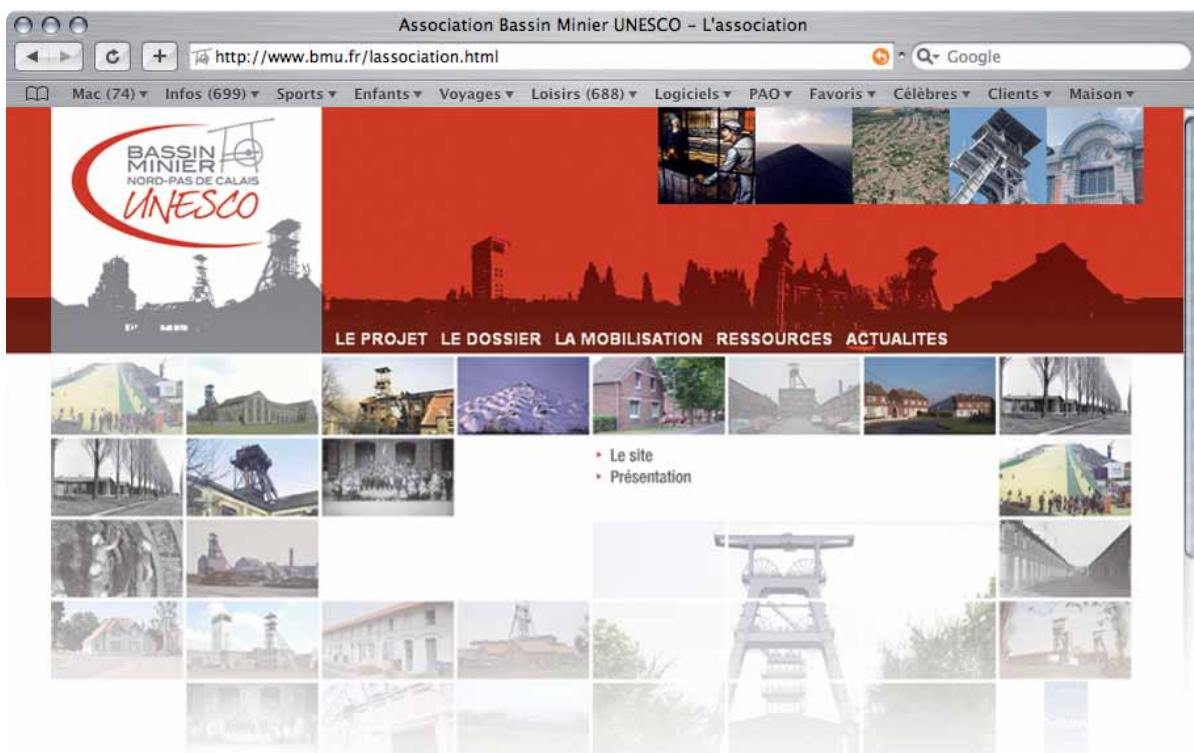 Association Bassin Minier UNESCO – L'association
http://www.bmu.fr/lassociation.html
Google
Mac (74) Infos (699) Sports Enfants Voyages Loisirs (688) Logiciels PAO Favoris Célèbres Clients Maison
BASSIN
MINIER
NORD-PAS DE CALAIS
UNESCO
LE PROJET LE DOSSIER LA MOBILISATION RESSOURCES ACTUALITES
Le site
Présentation